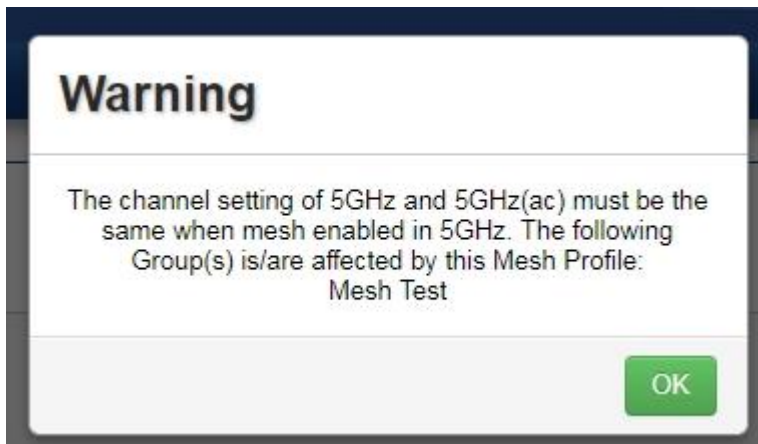 Warning
The channel setting of 5GHz and 5GHz(ac) must be the
same when mesh enabled in 5GHz. The following
Group(s) is/are affected by this Mesh Profile:
Mesh Test
OK